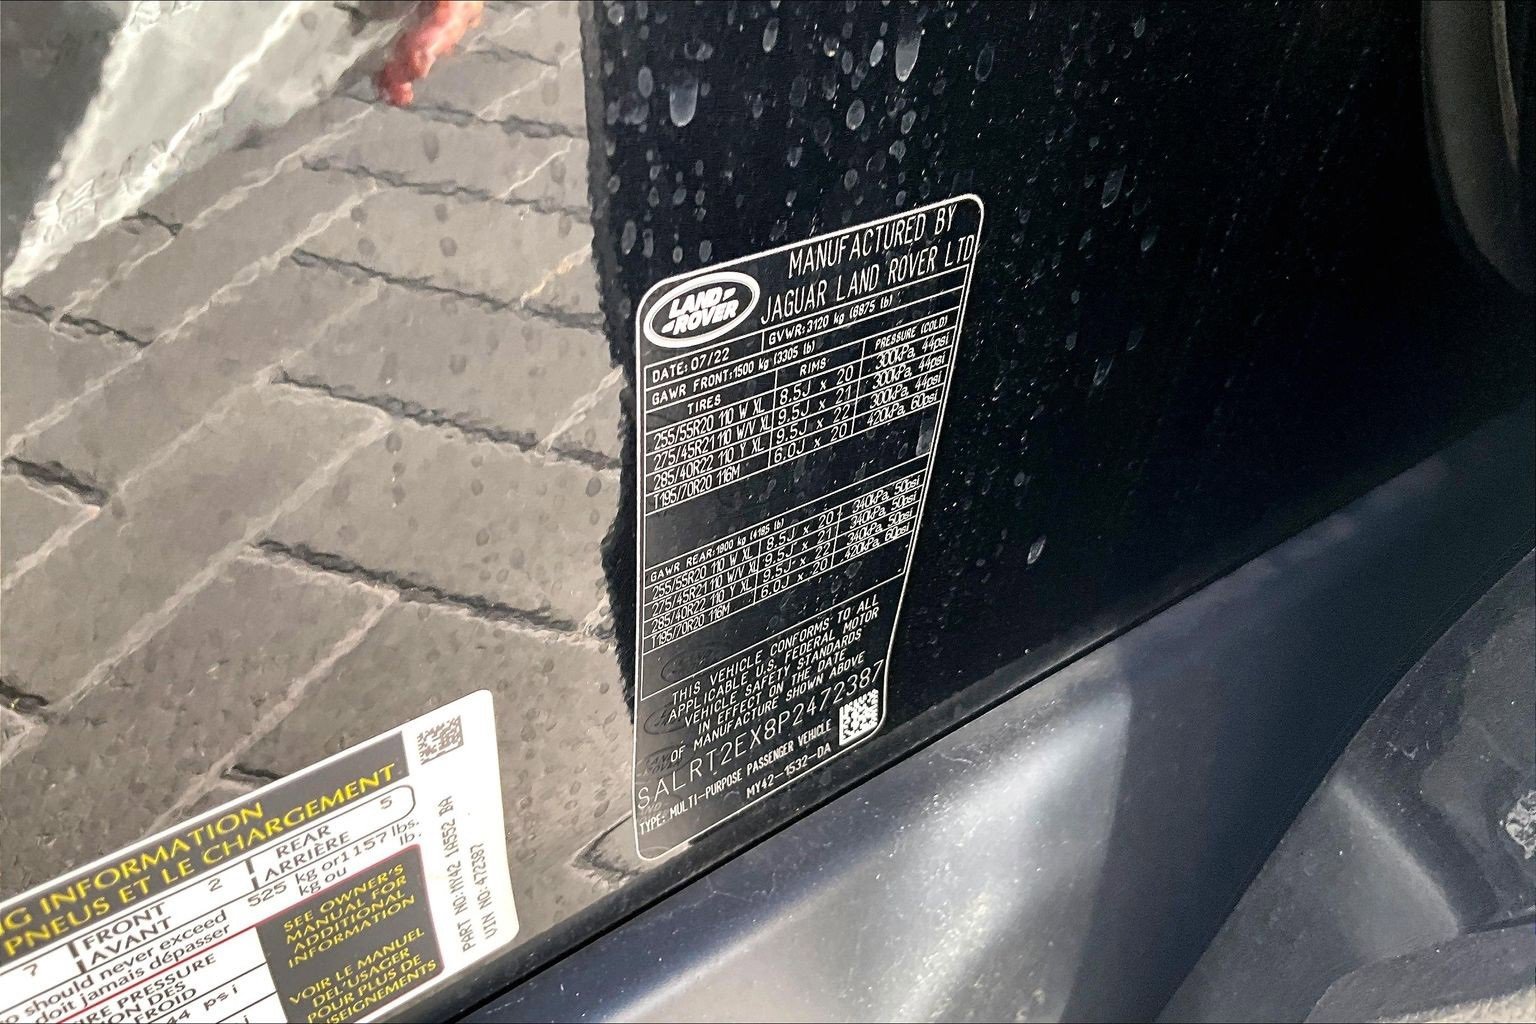 LAND
ROVER
MANUFACTURED BY
JAGUAR LAND ROVER LTD
DATE: 07/22 GVWR: 3120 kg (6875 lb)
GAWR FRONT: 1500 kg (3305 lb)
TIRES RIMS PRESSURE (COLD)
255/55R20 110 W XL 8.5J x 20 300kPa, 44psi
275/45R21 110 W/V XL 9.5J x 21 300kPa, 44psi
285/40R22 110 Y XL 9.5J x 22 300kPa, 44psi
T195/70R20 116M 6.0J x 20 420kPa, 60psi
GAWR REAR: 1900 kg (4185 lb)
255/55R20 110 W XL 8.5J x 20 340kPa, 50psi
275/45R21 110 W/V XL 9.5J x 21 340kPa, 50psi
285/40R22 110 Y XL 9.5J x 22 340kPa, 50psi
T195/70R20 116M 6.0J x 20 420kPa, 60psi
THIS VEHICLE CONFORMS TO ALL
APPLICABLE U.S. FEDERAL MOTOR
VEHICLE SAFETY STANDARDS
IN EFFECT ON THE DATE
OF MANUFACTURE SHOWN ABOVE
SALRT2EX8P2472387
TYPE: MULTI-PURPOSE PASSENGER VEHICLE
MY42-1532-DA
INFORMATION
PNEUS ET LE CHARGEMENT
7 FRONT 2 REAR 5
AVANT ARRIÈRE
should never exceed 525 kg or 1157 lbs.
doit jamais dépasser kg ou lb.
PRESSURE
DES
FROID
44 psi
SEE OWNER'S
MANUAL FOR
ADDITIONAL
INFORMATION
VOIR LE MANUEL
DEL'USAGER
POUR PLUS DE
PART NO: MY42 1A552 BA
VIN NO: 472387